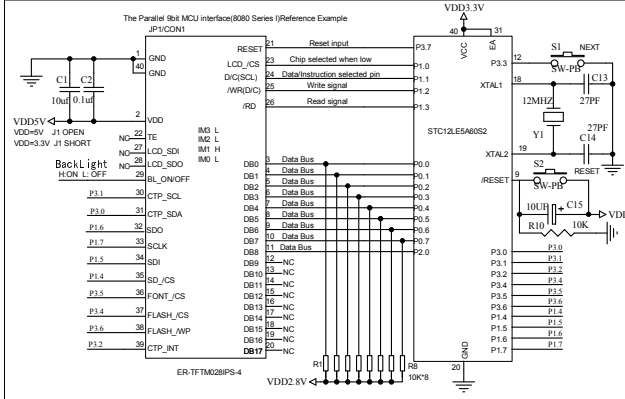 The Parallel 9bit MCU interface(8080 Series I)Reference Example
VDD3.3V
JP1/CON1
1 GND
40 GND
C1 C2
10uf 0.1uf
VDD5V 2 VDD
VDD=5V J1 OPEN
VDD=3.3V J1 SHORT
NC 22 TE
NC 27 LCD_SDI
NC 28 LCD_SDO
BackLight
H:ON L: OFF
29 BL_ON/OFF
P3.1 30 CTP_SCL
P3.0 31 CTP_SDA
P1.6 32 SDO
P1.7 33 SCLK
P1.5 34 SDI
P1.4 35 SD_/CS
P3.5 36 FONT_/CS
P3.4 37 FLASH_/CS
P3.6 38 FLASH_/WP
P3.2 39 CTP_INT
IM3 L
IM2 L
IM1 H
IM0 L
RESET 21 Reset input P3.7
LCD_/CS 23 Chip selected when low P1.0
D/C(SCL) 24 Data/Instruction selected pin P1.1
/WR(D/C) 25 Write signal P1.2
/RD 26 Read signal P1.3
DB0 3 Data Bus P0.0
DB1 4 Data Bus P0.1
DB2 5 Data Bus P0.2
DB3 6 Data Bus P0.3
DB4 7 Data Bus P0.4
DB5 8 Data Bus P0.5
DB6 9 Data Bus P0.6
DB7 10 Data Bus P0.7
DB8 11 Data Bus P2.0
DB9 12 NC
DB10 13 NC
DB11 14 NC
DB12 15 NC
DB13 16 NC
DB14 17 NC
DB15 18 NC
DB16 19 NC
DB17 20 NC
ER-TFTM028IPS-4
R1 R8
10K*8
VDD2.8V
40 31
VCC EA
STC12LE5A60S2
P3.3 12
XTAL1 18
XTAL2 19
/RESET 9
S1 NEXT
SW-PB
C13
27PF
12MHZ
Y1
27PF
C14
RESET
S2
SW-PB
10UF + C15
R10 10K
P3.0 P3.0
P3.1 P3.1
P3.2 P3.2
P3.4 P3.4
P3.5 P3.5
P3.6 P3.6
P1.4 P1.4
P1.5 P1.5
P1.6 P1.6
P1.7 P1.7
GND
20